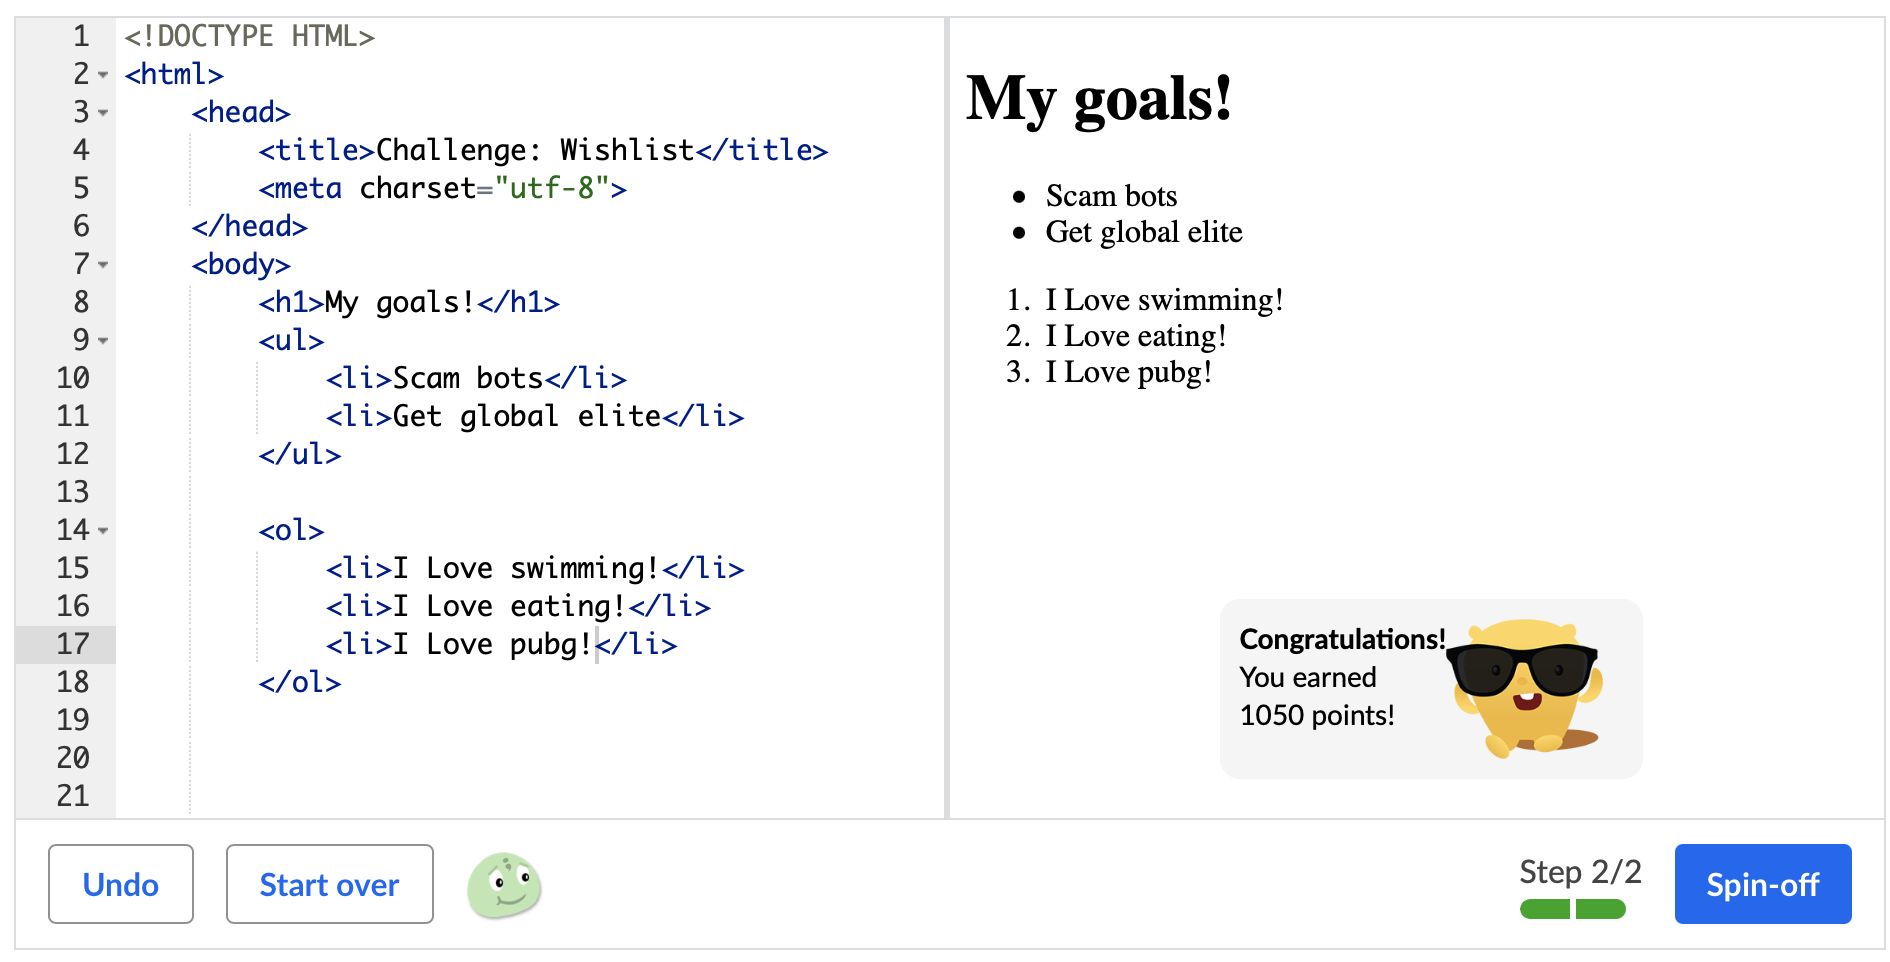 1 <!DOCTYPE HTML>
2 <html>
3 <head>
4 <title>Challenge: Wishlist</title>
5 <meta charset="utf-8">
6 </head>
7 <body>
8 <h1>My goals!</h1>
9 <ul>
10 <li>Scam bots</li>
11 <li>Get global elite</li>
12 </ul>
13
14 <ol>
15 <li>I Love swimming!</li>
16 <li>I Love eating!</li>
17 <li>I Love pubg!</li>
18 </ol>
19
20
21
My goals!
• Scam bots
• Get global elite
1. I Love swimming!
2. I Love eating!
3. I Love pubg!
Congratulations!
You earned
1050 points!
Undo
Start over
Step 2/2
Spin-off